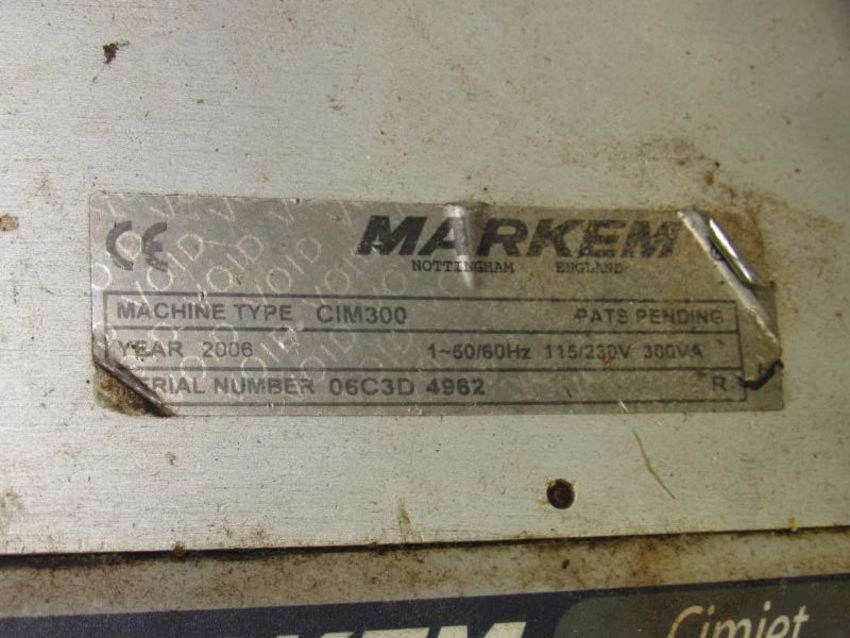 CE MARKEM
NOTTINGHAM ENGLAND
MACHINE TYPE CIM300 PATS PENDING
YEAR 2006 1~50/60Hz 115/230V 300VA
SERIAL NUMBER 06C3D 4962 R
Cimjet